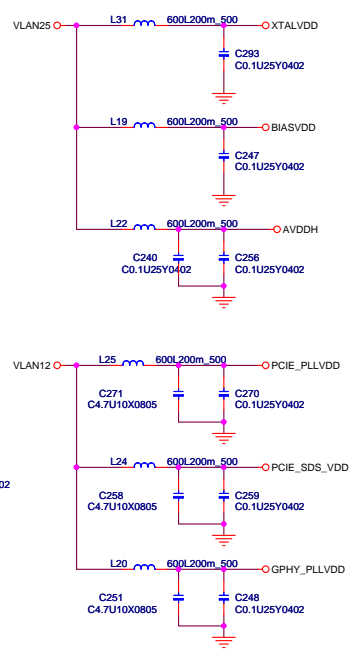 VLAN25
L31
600L200m_500
XTALVDD
C293
C0.1U25Y0402
L19
600L200m_500
BIASVDD
C247
C0.1U25Y0402
L22
600L200m_500
AVDDH
C240
C0.1U25Y0402
C256
C0.1U25Y0402
VLAN12
L25
600L200m_500
PCIE_PLLVDD
C271
C4.7U10X0805
C270
C0.1U25Y0402
L24
600L200m_500
PCIE_SDS_VDD
02
C258
C4.7U10X0805
C259
C0.1U25Y0402
L20
600L200m_500
GPHY_PLLVDD
C251
C4.7U10X0805
C248
C0.1U25Y0402